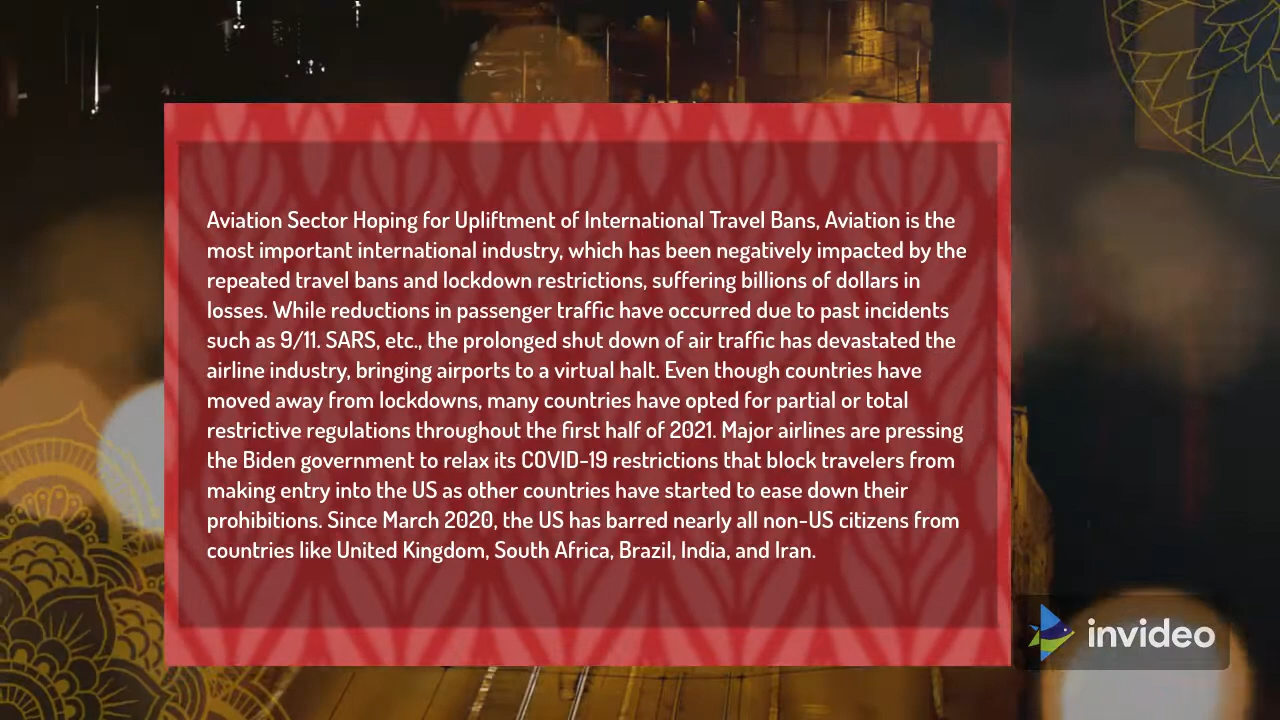 Aviation Sector Hoping for Upliftment of International Travel Bans, Aviation is the
most important international industry, which has been negatively impacted by the
repeated travel bans and lockdown restrictions, suffering billions of dollars in
losses. While reductions in passenger traffic have occurred due to past incidents
such as 9/11. SARS, etc., the prolonged shut down of air traffic has devastated the
airline industry, bringing airports to a virtual halt. Even though countries have
moved away from lockdowns, many countries have opted for partial or total
restrictive regulations throughout the first half of 2021. Major airlines are pressing
the Biden government to relax its COVID-19 restrictions that block travelers from
making entry into the US as other countries have started to ease down their
prohibitions. Since March 2020, the US has barred nearly all non-US citizens from
countries like United Kingdom, South Africa, Brazil, India, and Iran.
invideo